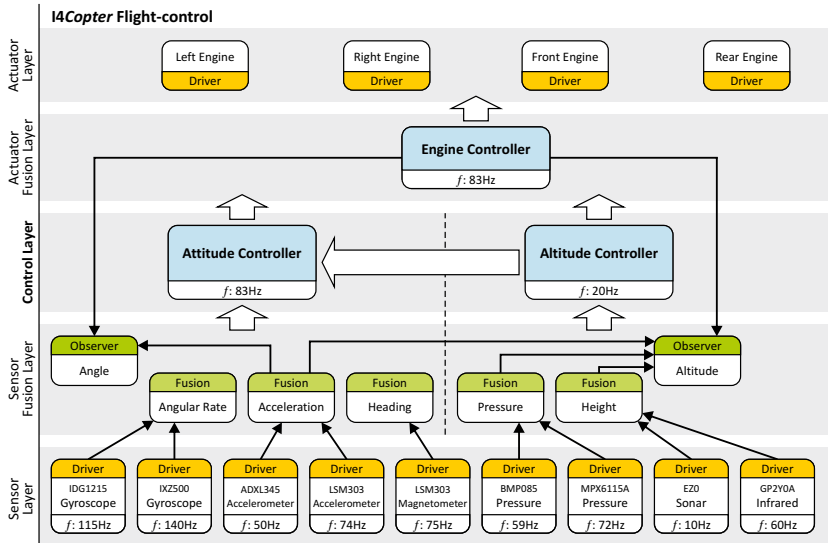 I4Copter Flight-control
Actuator
Layer
Left Engine
Driver
Right Engine
Driver
Front Engine
Driver
Rear Engine
Driver
Actuator
Fusion Layer
Engine Controller
f: 83Hz
Control Layer
Attitude Controller
f: 83Hz
Altitude Controller
f: 20Hz
Sensor
Fusion Layer
Observer
Angle
Observer
Altitude
Fusion
Angular Rate
Fusion
Acceleration
Fusion
Heading
Fusion
Pressure
Fusion
Height
Sensor
Layer
Driver
IDG1215
Gyroscope
f: 115Hz
Driver
IXZ500
Gyroscope
f: 140Hz
Driver
ADXL345
Accelerometer
f: 50Hz
Driver
LSM303
Accelerometer
f: 74Hz
Driver
LSM303
Magnetometer
f: 75Hz
Driver
BMP085
Pressure
f: 59Hz
Driver
MPX6115A
Pressure
f: 72Hz
Driver
EZ0
Sonar
f: 10Hz
Driver
GP2Y0A
Infrared
f: 60Hz